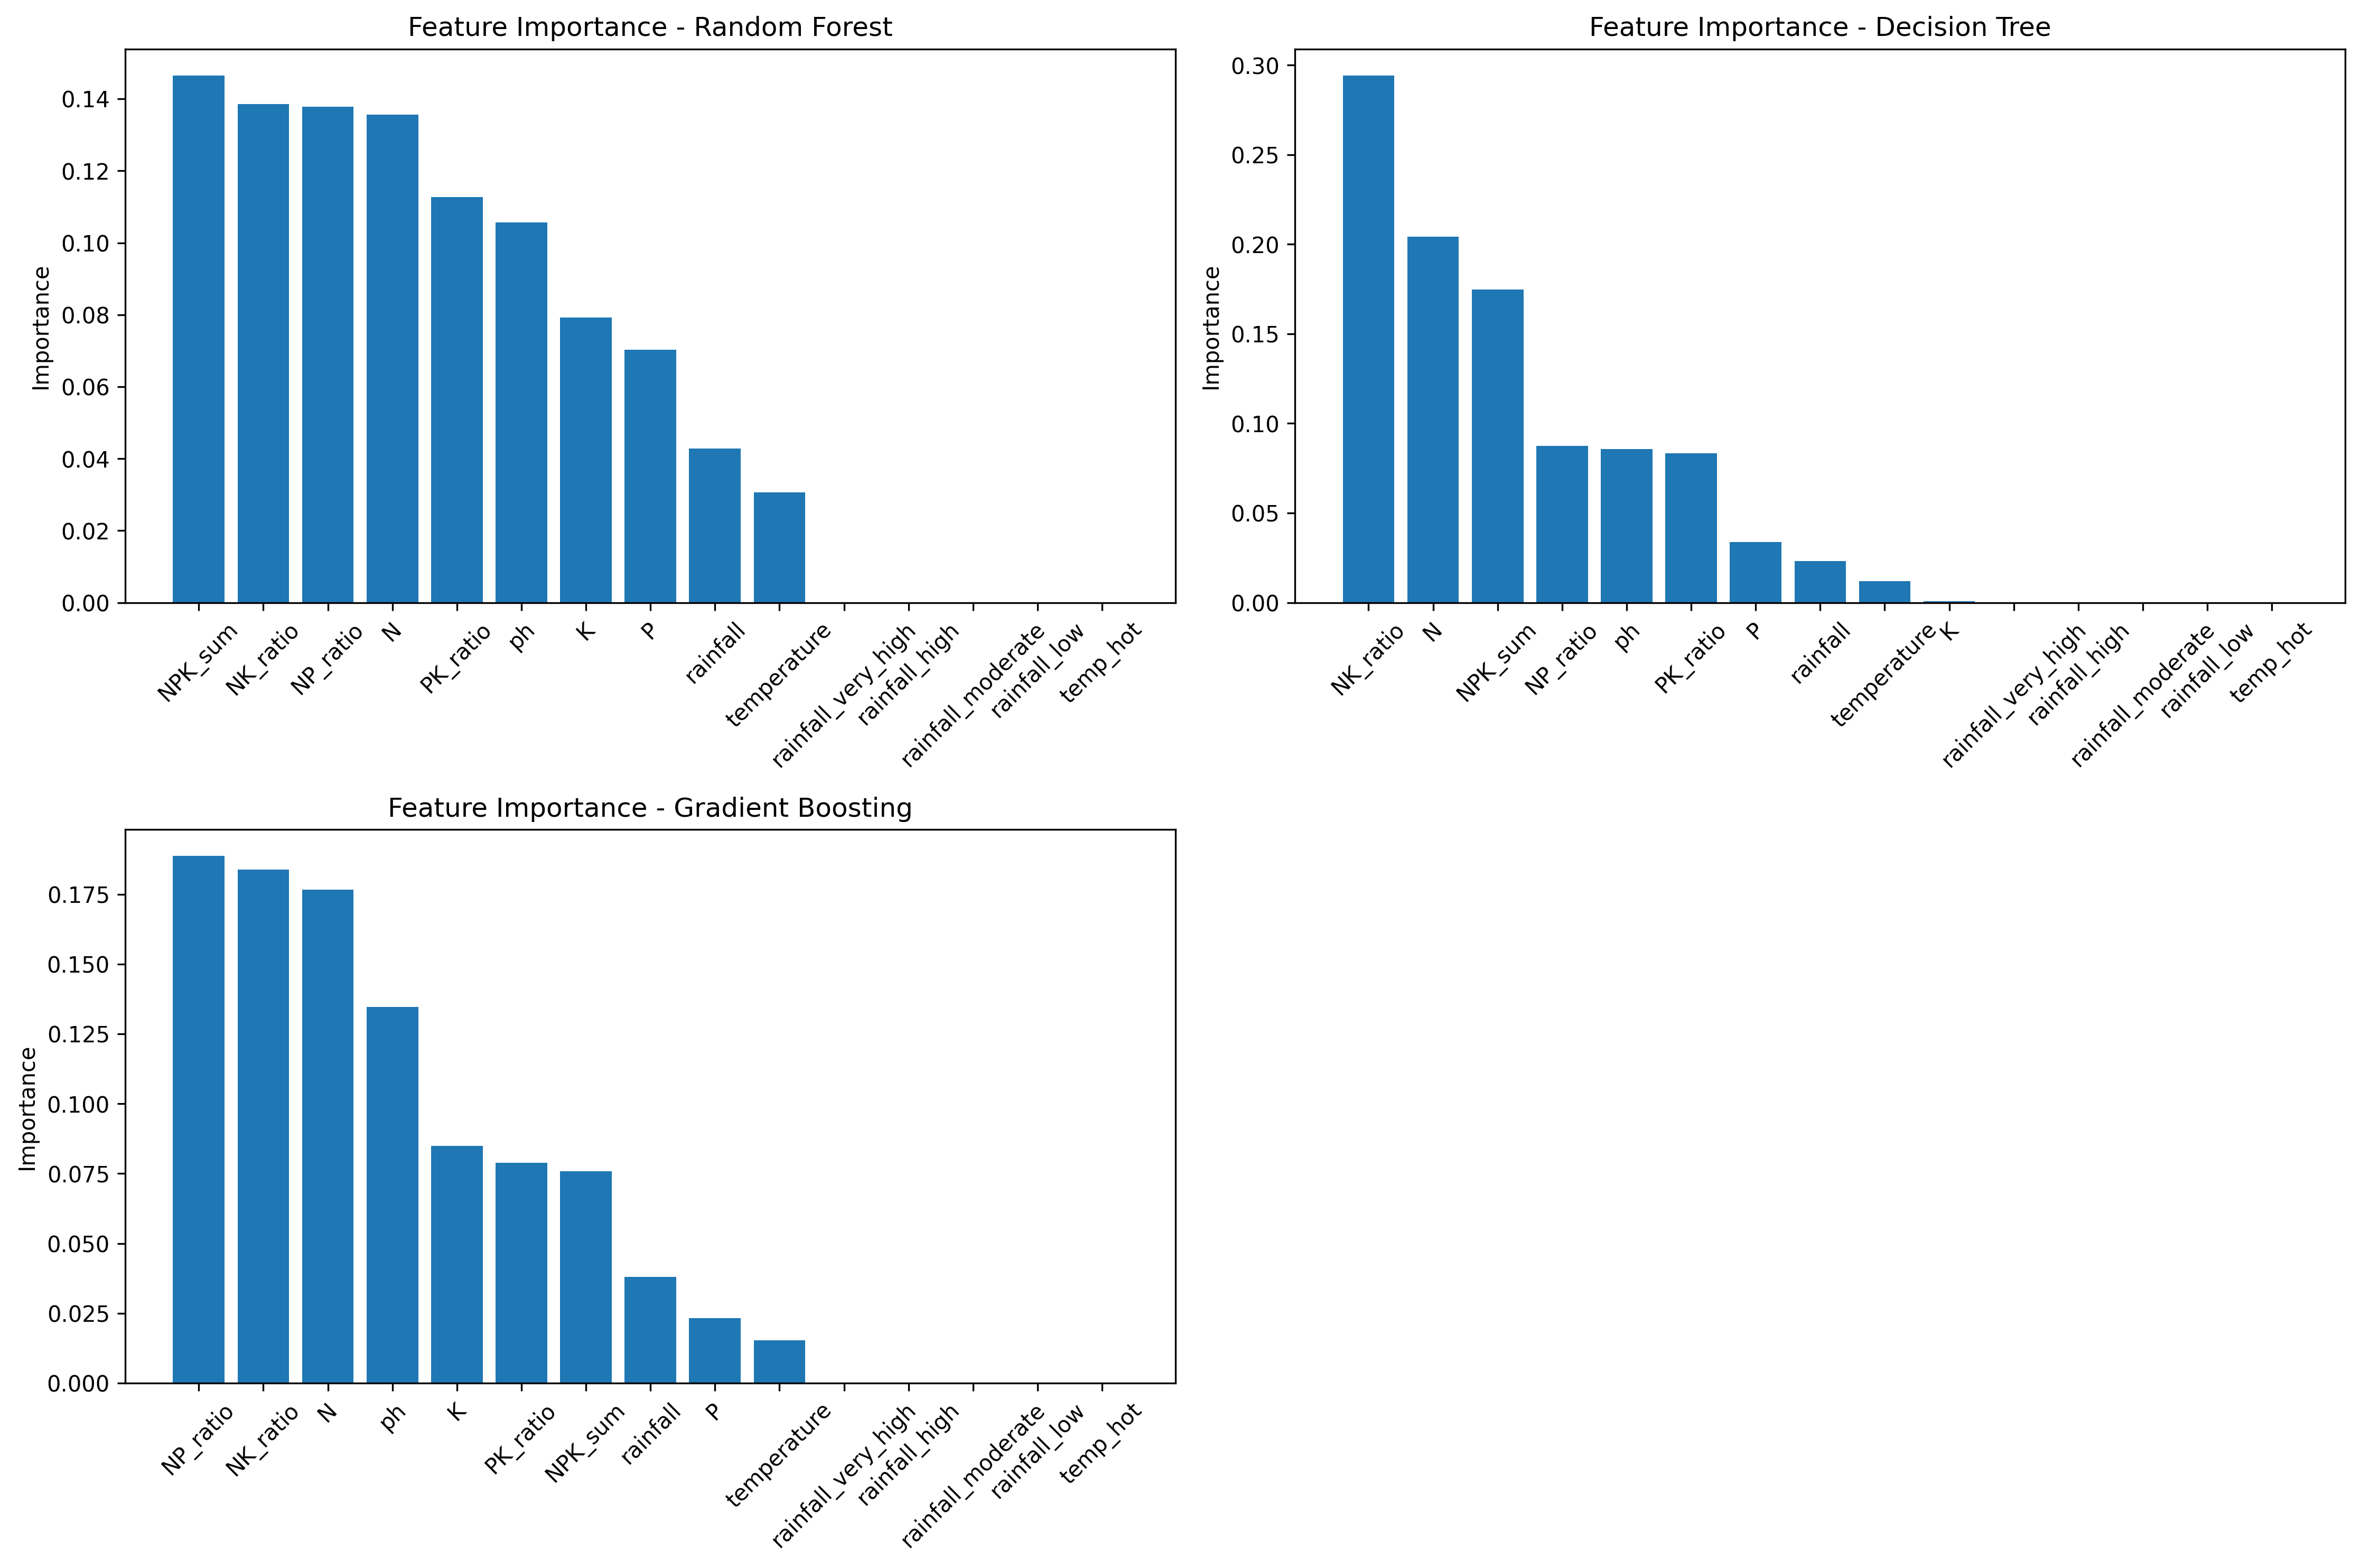 Feature Importance - Random Forest
Importance
0.14
0.12
0.10
0.08
0.06
0.04
0.02
0.00
NPK_sum
NK_ratio
NP_ratio
N
PK_ratio
ph
K
P
rainfall
temperature
rainfall_very_high
rainfall_high
rainfall_moderate
rainfall_low
temp_hot
Feature Importance - Decision Tree
Importance
0.30
0.25
0.20
0.15
0.10
0.05
0.00
NK_ratio
N
NPK_sum
NP_ratio
ph
PK_ratio
P
rainfall
temperature
K
rainfall_very_high
rainfall_high
rainfall_moderate
rainfall_low
temp_hot
Feature Importance - Gradient Boosting
Importance
0.175
0.150
0.125
0.100
0.075
0.050
0.025
0.000
NP_ratio
NK_ratio
N
ph
K
PK_ratio
NPK_sum
rainfall
P
temperature
rainfall_very_high
rainfall_high
rainfall_moderate
rainfall_low
temp_hot